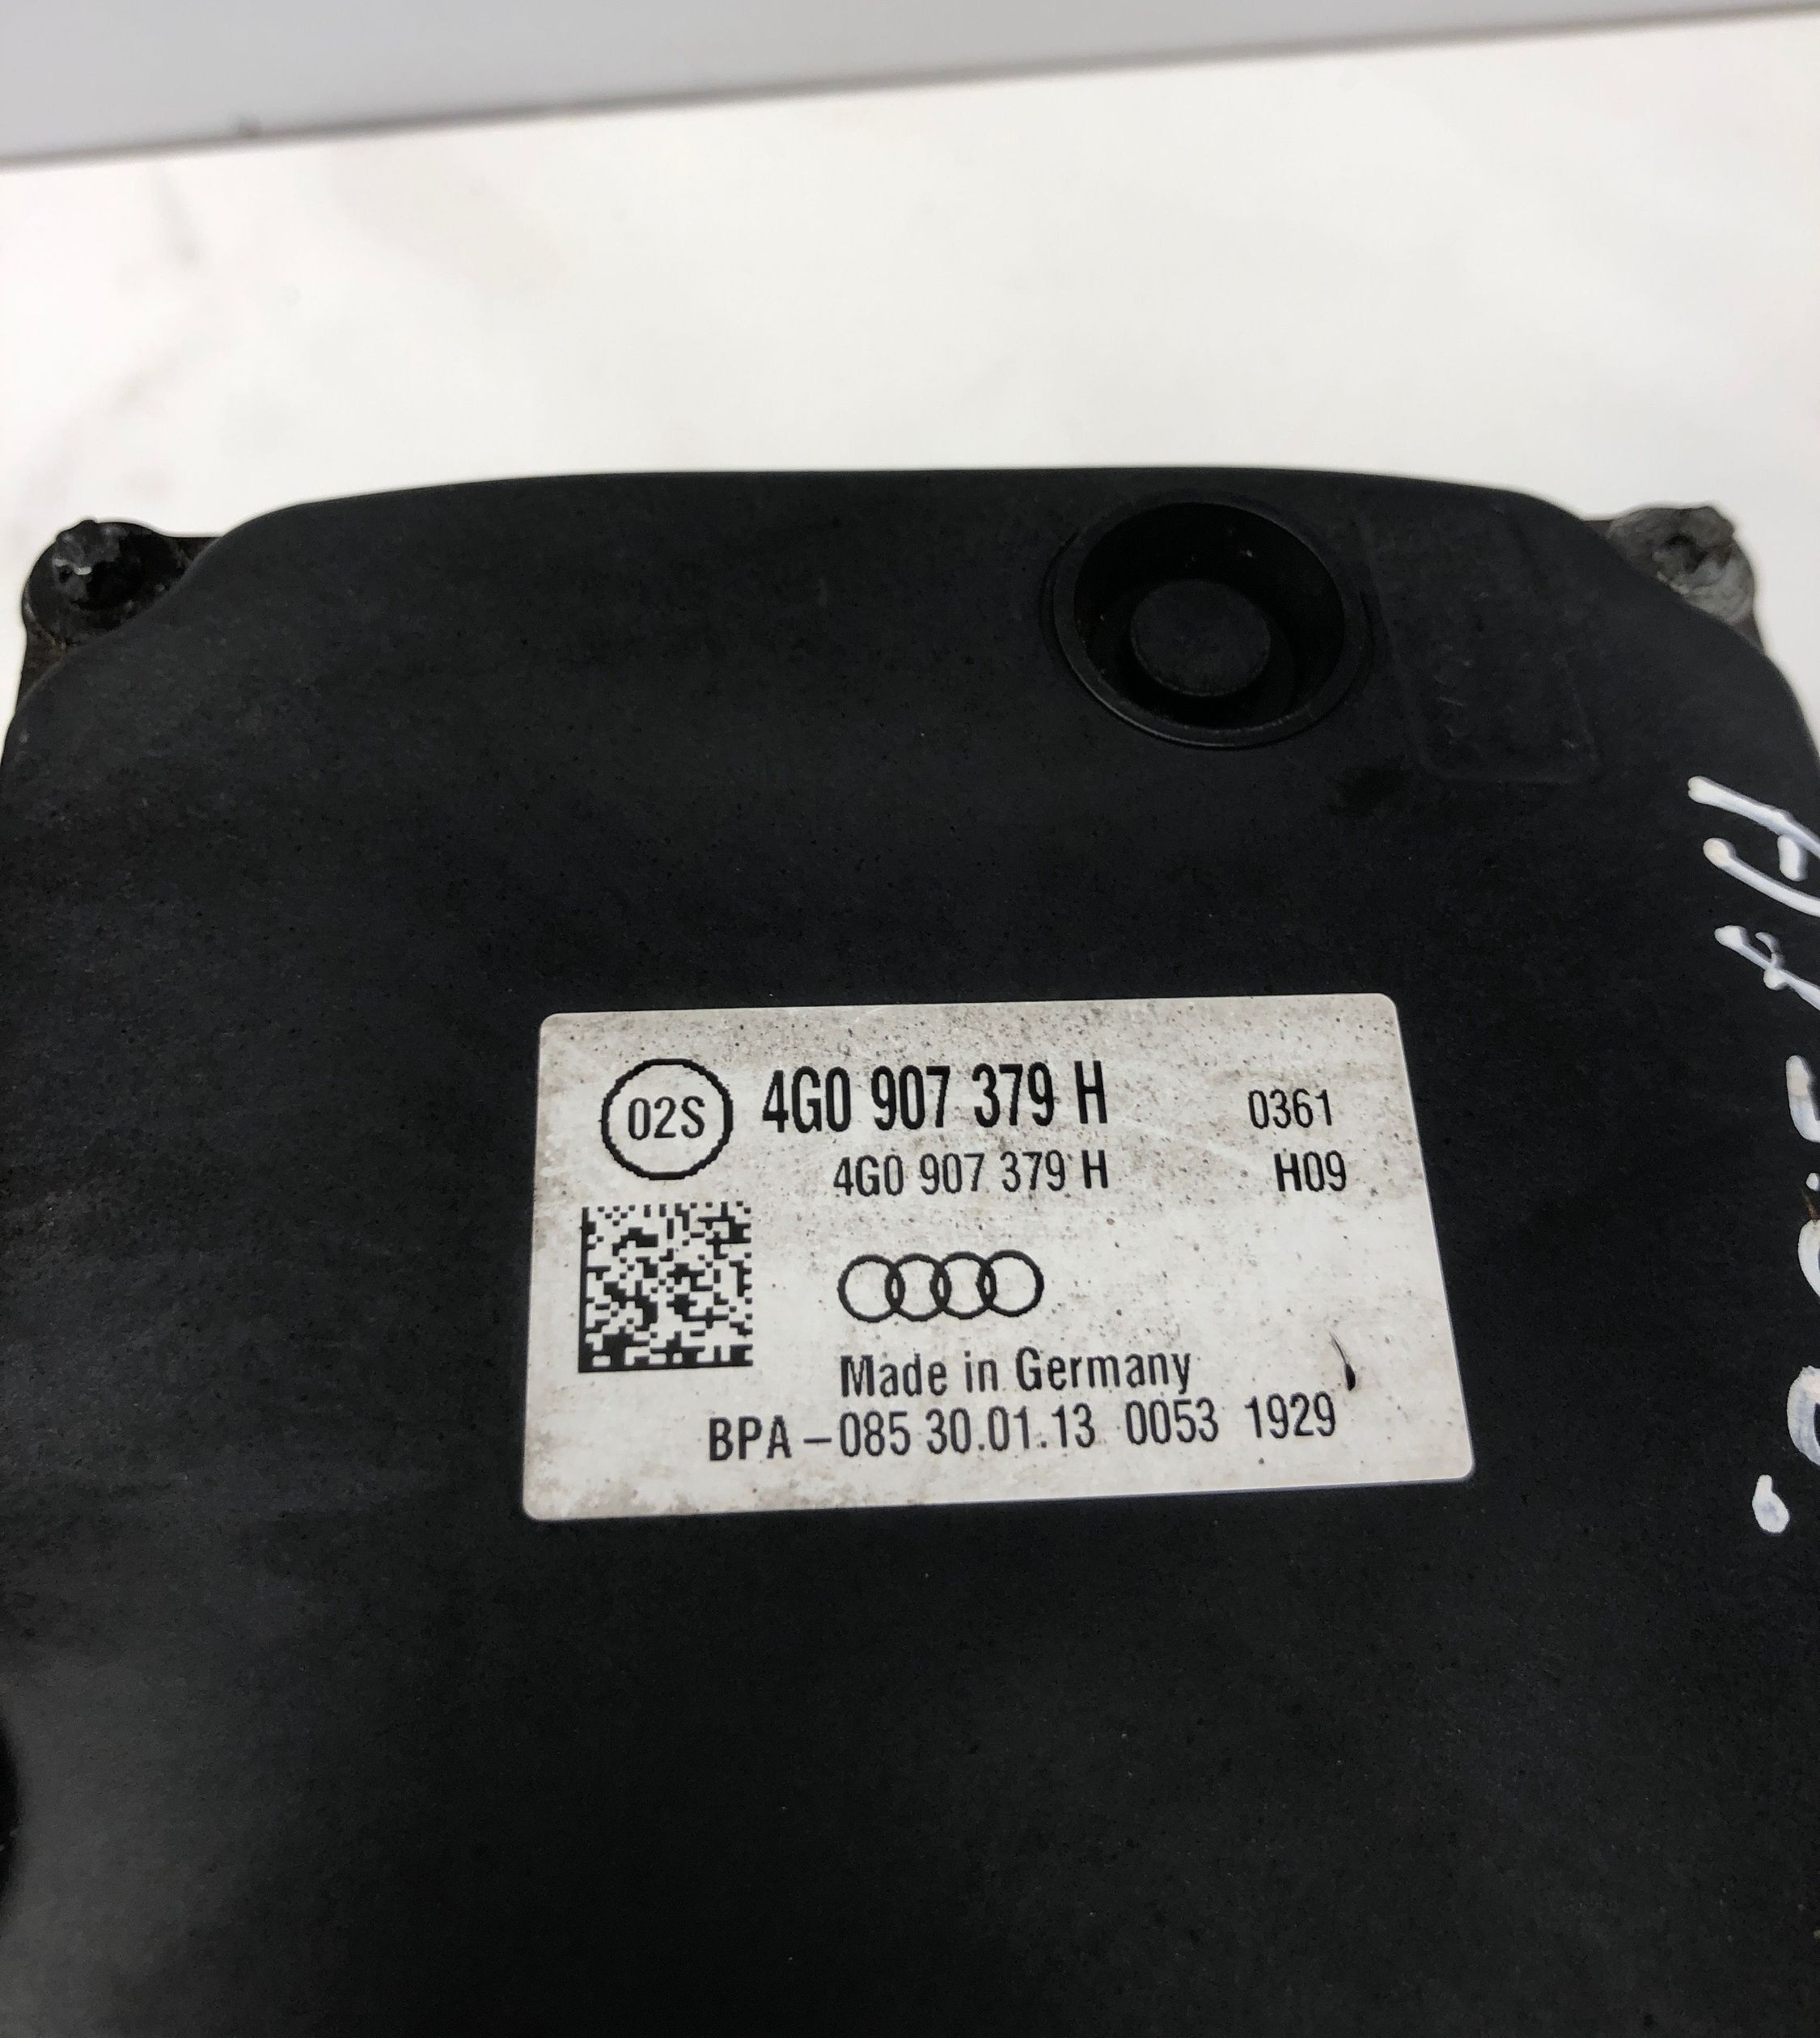 02S 4G0 907 379 H 0361
4G0 907 379 H H09
Made in Germany
BPA-085 30.01.13 0053 1929